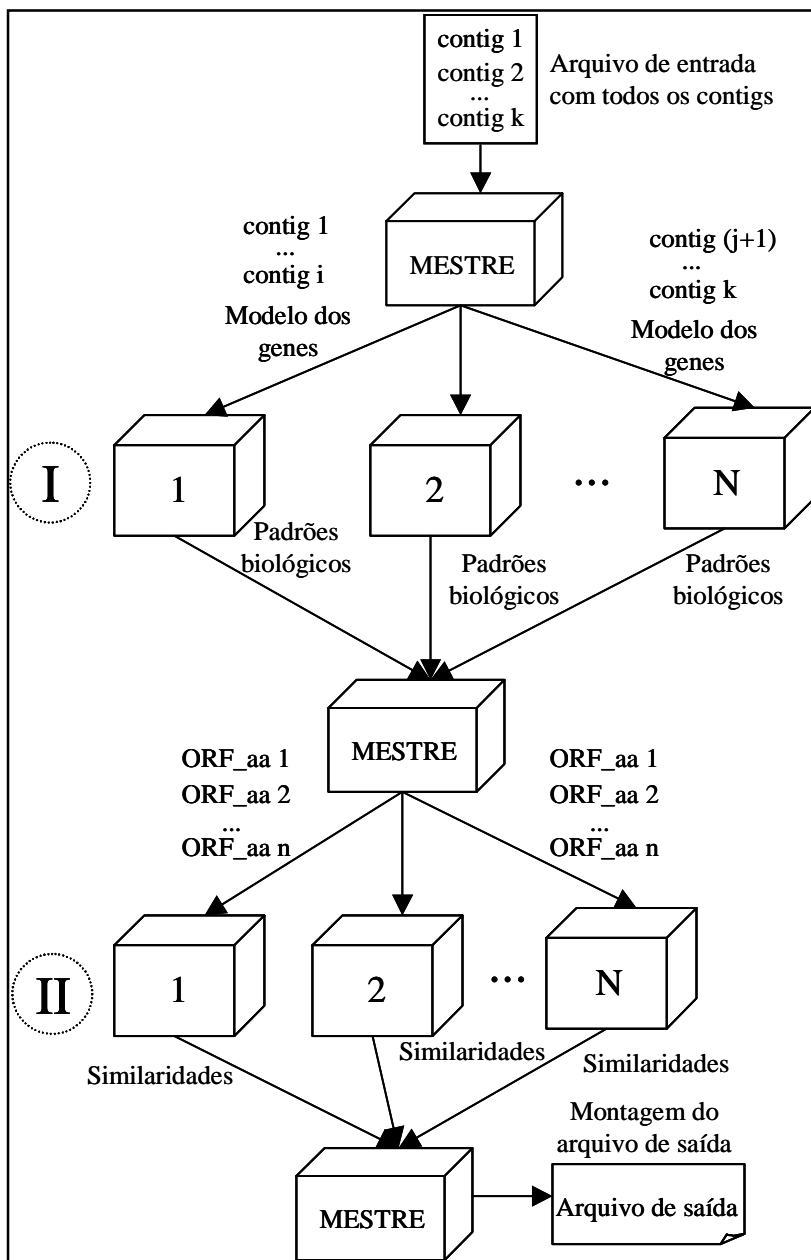 contig 1
contig 2
...
contig k
Arquivo de entrada
com todos os contigs
MESTRE
contig 1
...
contig i
Modelo dos
genes
contig (j+1)
...
contig k
Modelo dos
genes
I
1
2
...
N
Padrões
biológicos
Padrões
biológicos
Padrões
biológicos
MESTRE
ORF_aa 1
ORF_aa 2
...
ORF_aa n
ORF_aa 1
ORF_aa 2
...
ORF_aa n
II
1
2
...
N
Similaridades
Similaridades
Similaridades
Montagem do
arquivo de saída
MESTRE
Arquivo de saída